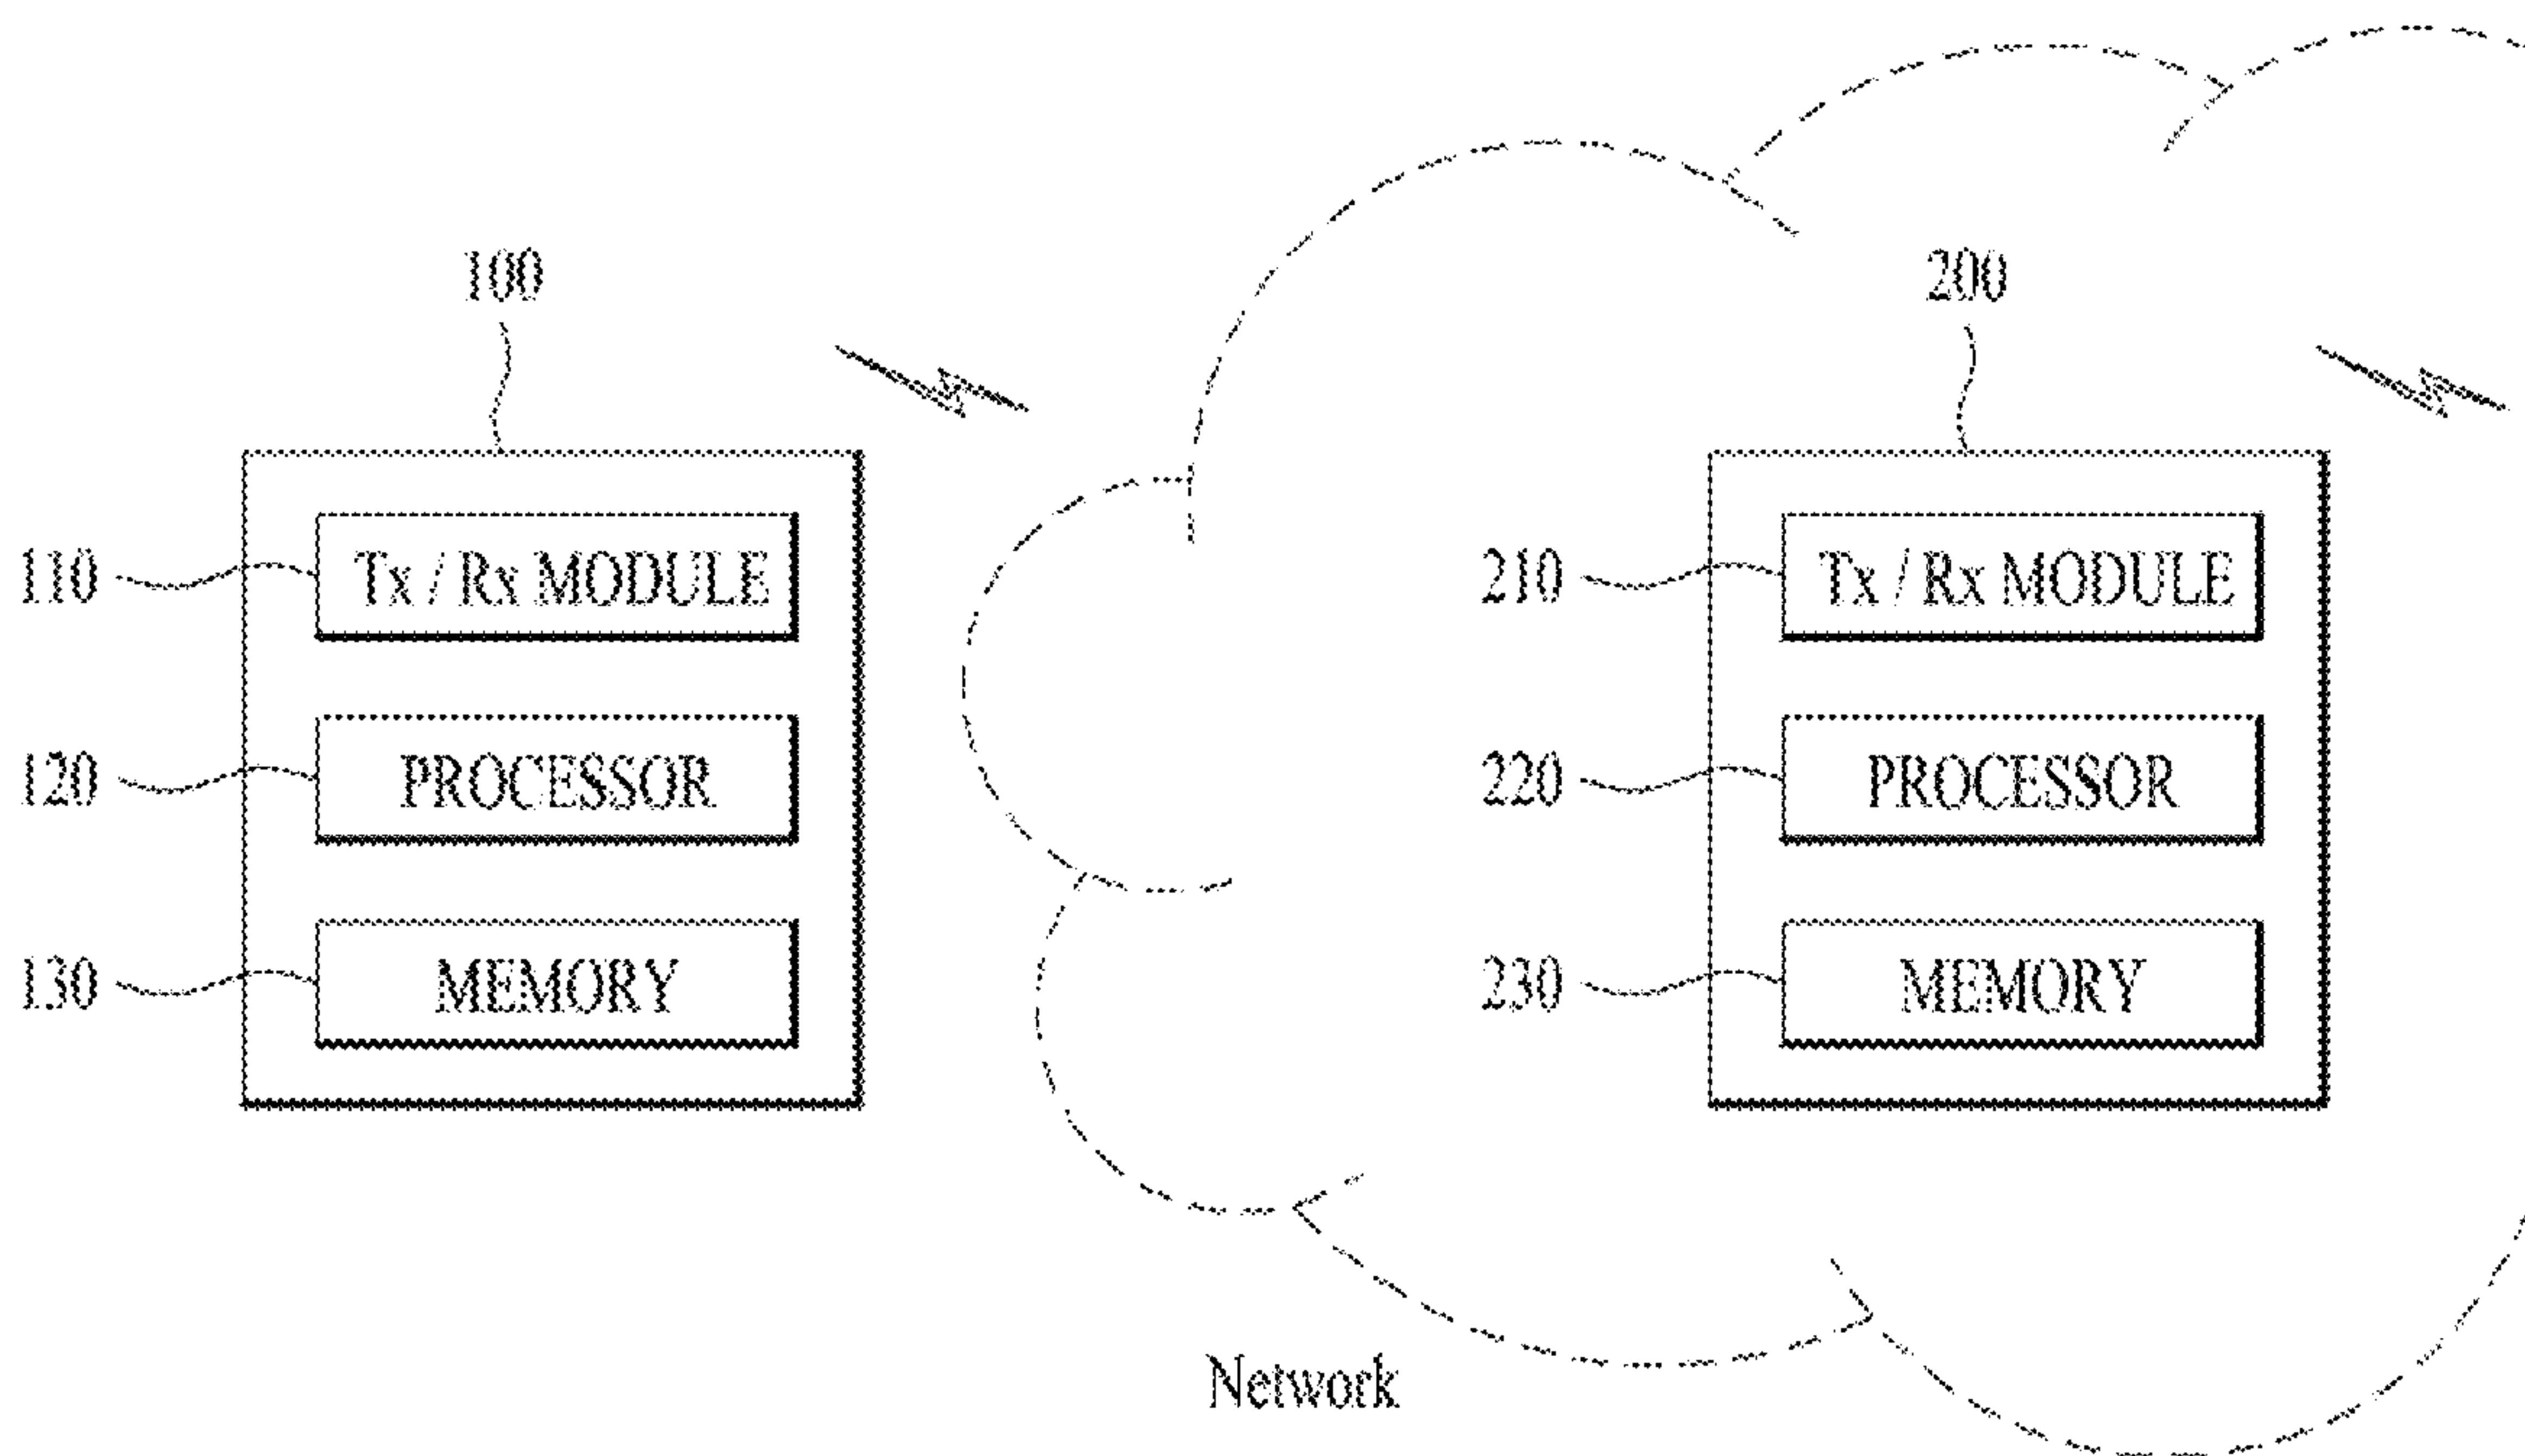 100
200
110
Tx / Rx MODULE
210
Tx / Rx MODULE
120
PROCESSOR
220
PROCESSOR
130
MEMORY
230
MEMORY
Network